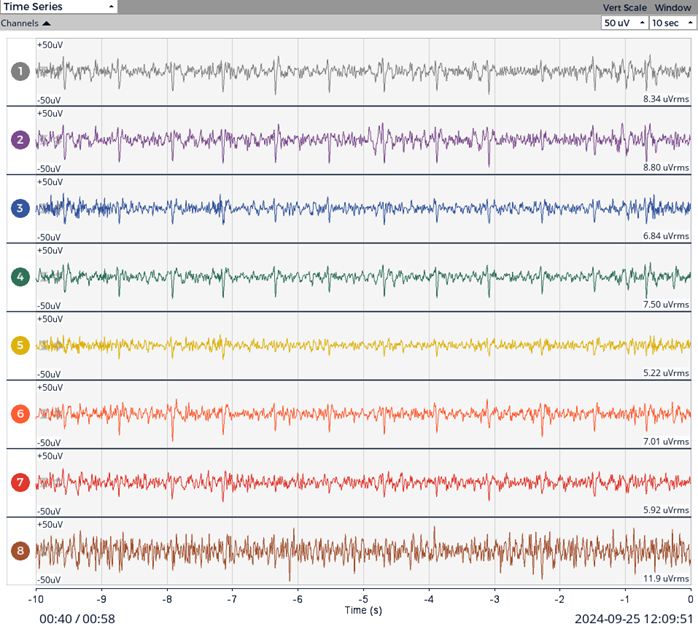 Time Series
Vert Scale Window
Channels
50 uV 10 sec
+50uV
1
-50uV 8.34 uVrms
+50uV
2
-50uV 8.80 uVrms
+50uV
3
-50uV 6.84 uVrms
+50uV
4
-50uV 7.50 uVrms
+50uV
5
-50uV 5.22 uVrms
+50uV
6
-50uV 7.01 uVrms
+50uV
7
-50uV 5.92 uVrms
+50uV
8
-50uV 11.9 uVrms
-10 -9 -8 -7 -6 -5 -4 -3 -2 -1 0
Time (s)
00:40 / 00:58 2024-09-25 12:09:51